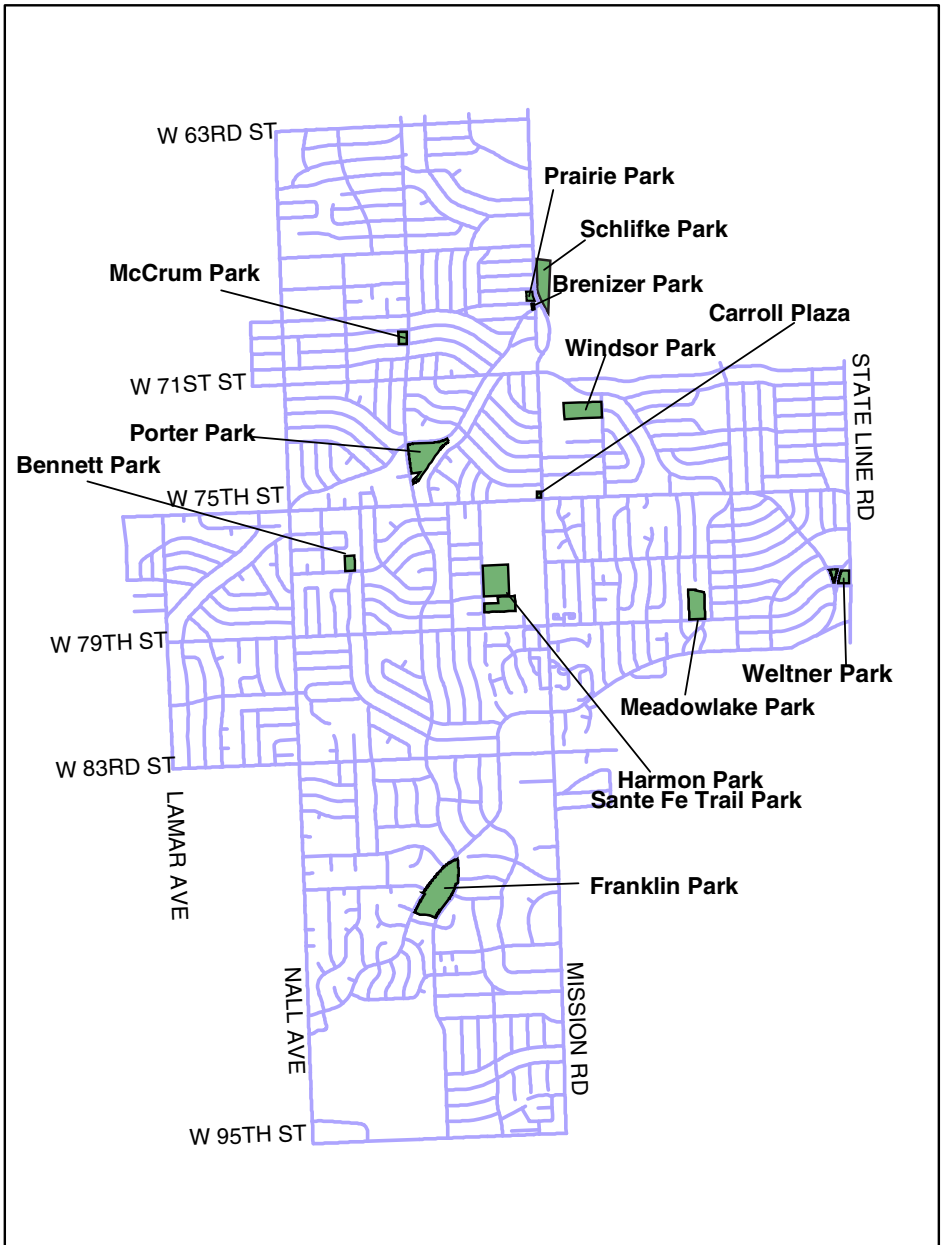 W 63RD ST
Prairie Park
Schlifke Park
McCrum Park
Brenizer Park
Carroll Plaza
Windsor Park
W 71ST ST
STATE LINE RD
Porter Park
Bennett Park
W 75TH ST
W 79TH ST
Weltner Park
Meadowlake Park
W 83RD ST
Harmon Park
Sante Fe Trail Park
LAMAR AVE
Franklin Park
NALL AVE
MISSION RD
W 95TH ST